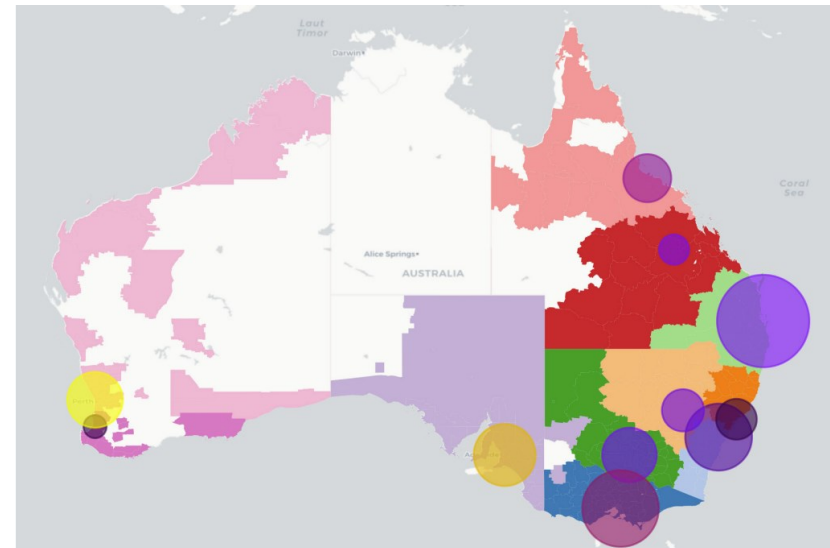 Laut
Timor
Darwin
Coral
Sea
Alice Springs
AUSTRALIA